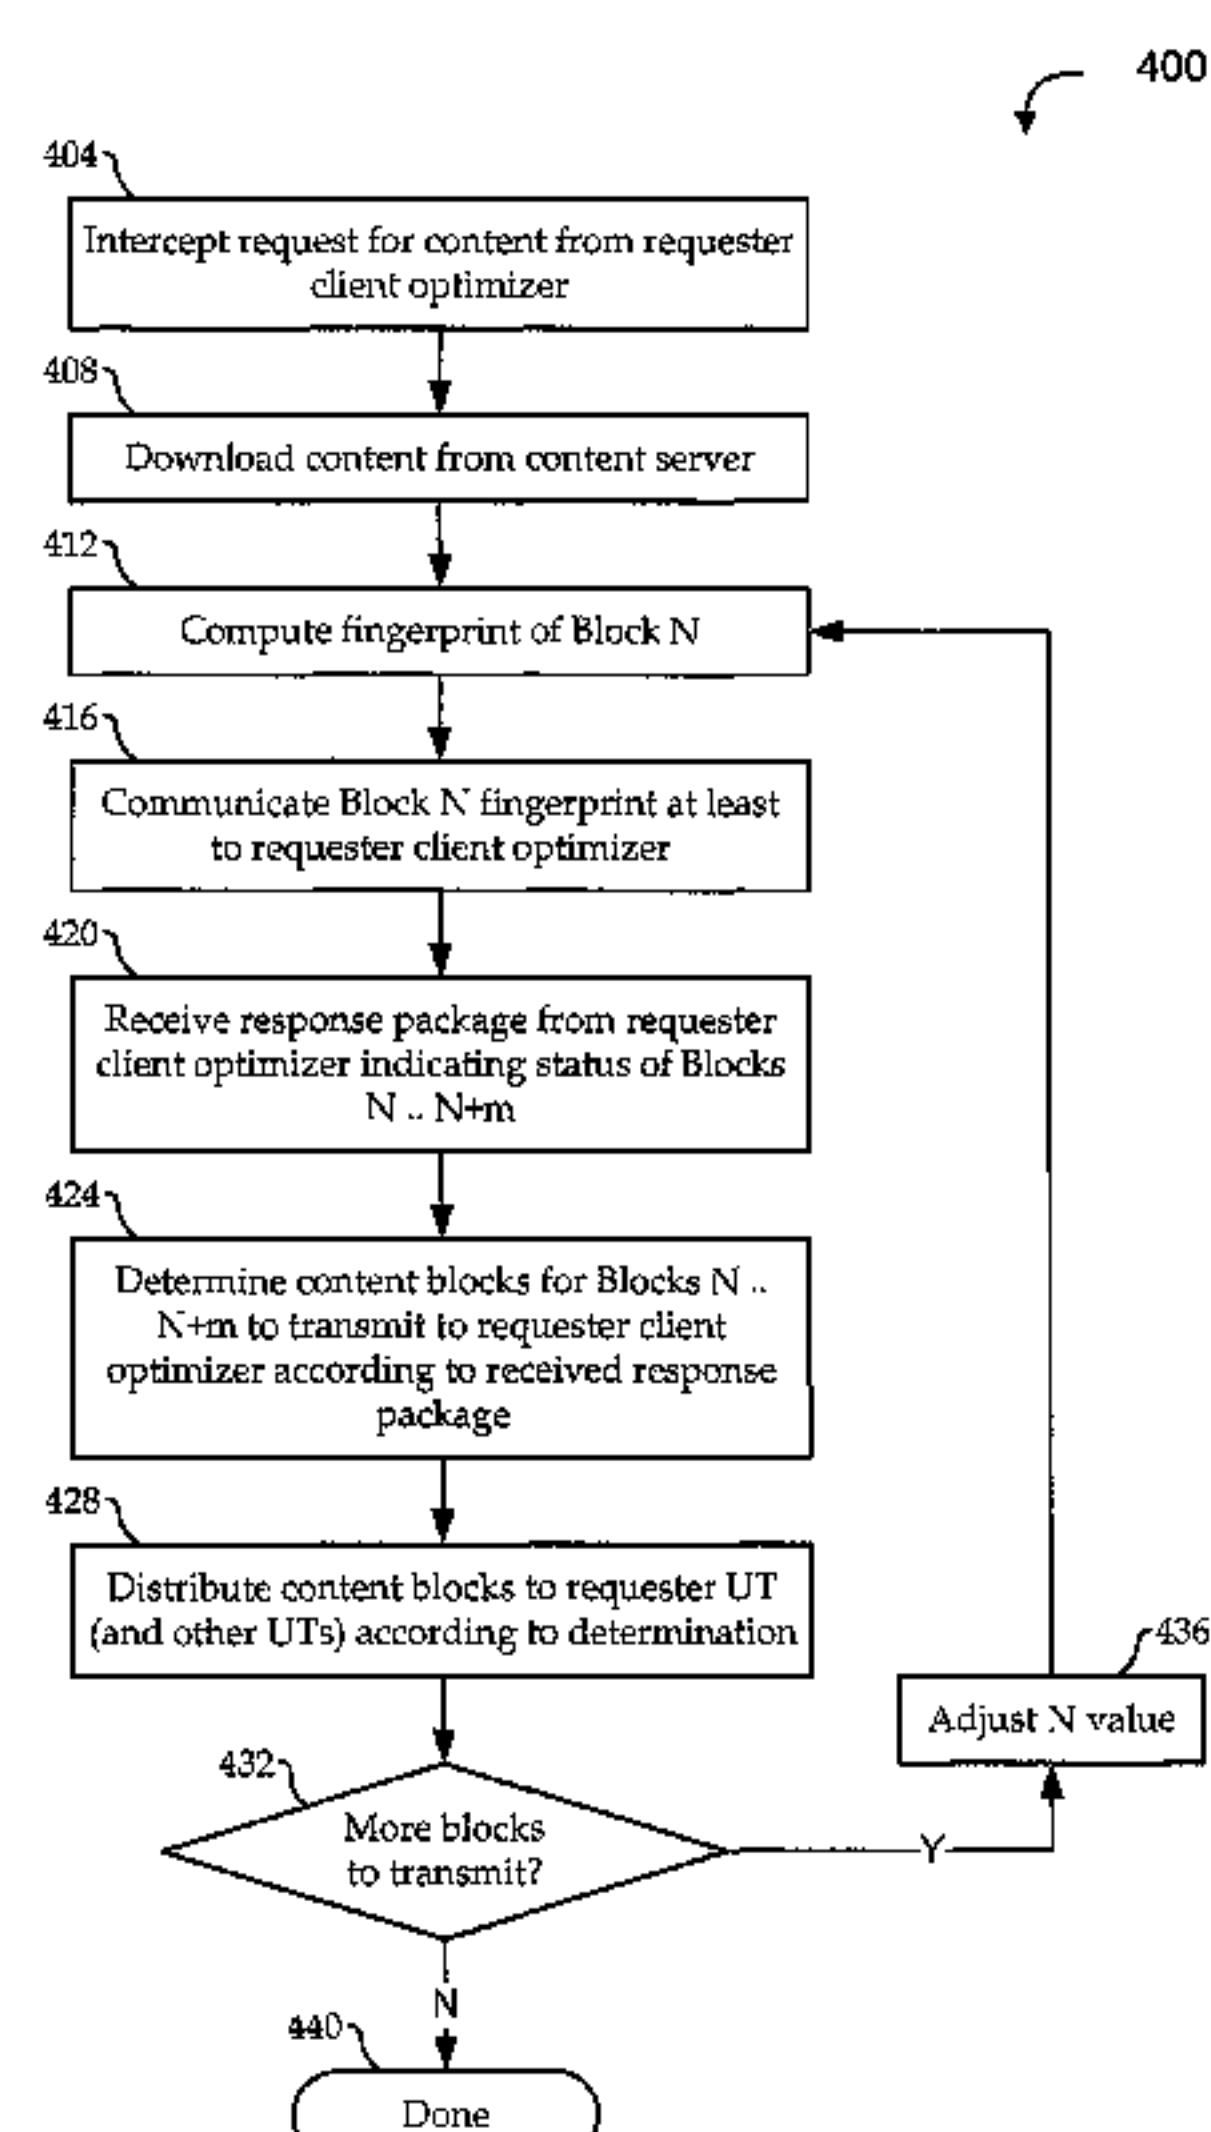 400
404
Intercept request for content from requester
client optimizer
408
Download content from content server
412
Compute fingerprint of Block N
416
Communicate Block N fingerprint at least
to requester client optimizer
420
Receive response package from requester
client optimizer indicating status of Blocks
N .. N+m
424
Determine content blocks for Blocks N ..
N+m to transmit to requester client
optimizer according to received response
package
428
Distribute content blocks to requester UT
(and other UTs) according to determination
436
Adjust N value
432
More blocks
to transmit?
Y
N
440
Done